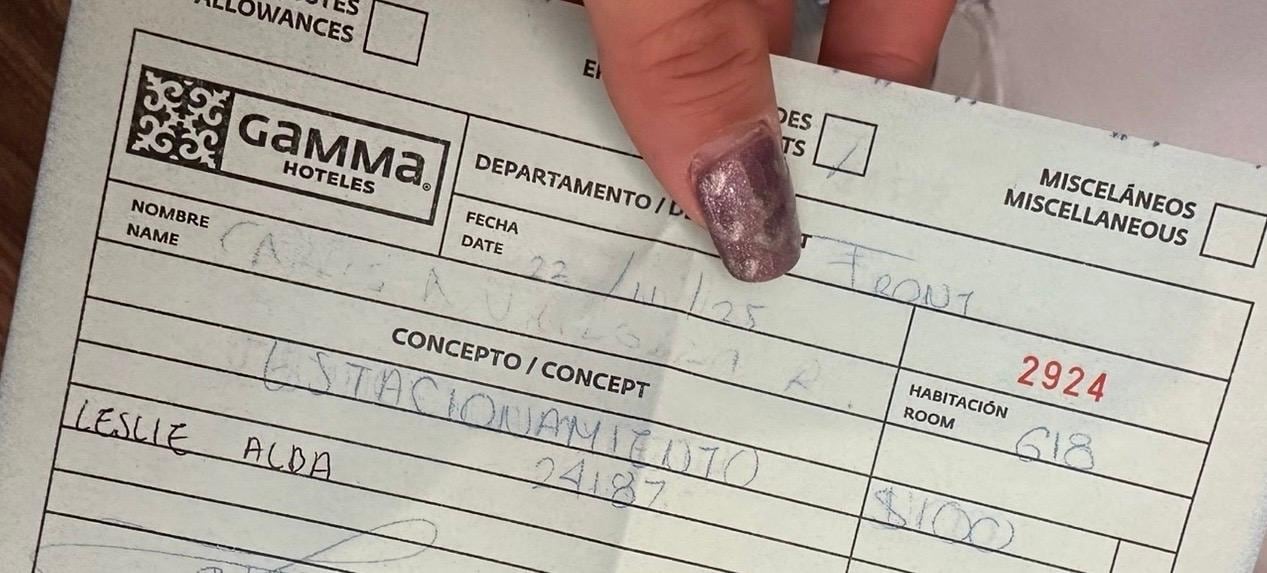 ALLOWANCES
MISCELÁNEOS
MISCELLANEOUS
GAMMA
HOTELES
DEPARTAMENTO /
FRONT
NOMBRE
NAME
FECHA
DATE
22/11/25
2924
CONCEPTO / CONCEPT
HABITACIÓN
ROOM
618
ESTACIONAMIENTO
24187
$100
LESLIE ALBA